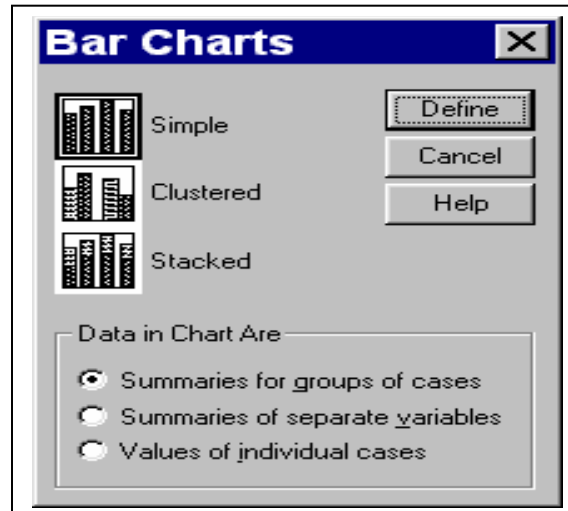 Bar Charts
Simple
Define
Cancel
Clustered
Help
Stacked
Data in Chart Are
Summaries for groups of cases
Summaries of separate variables
Values of individual cases